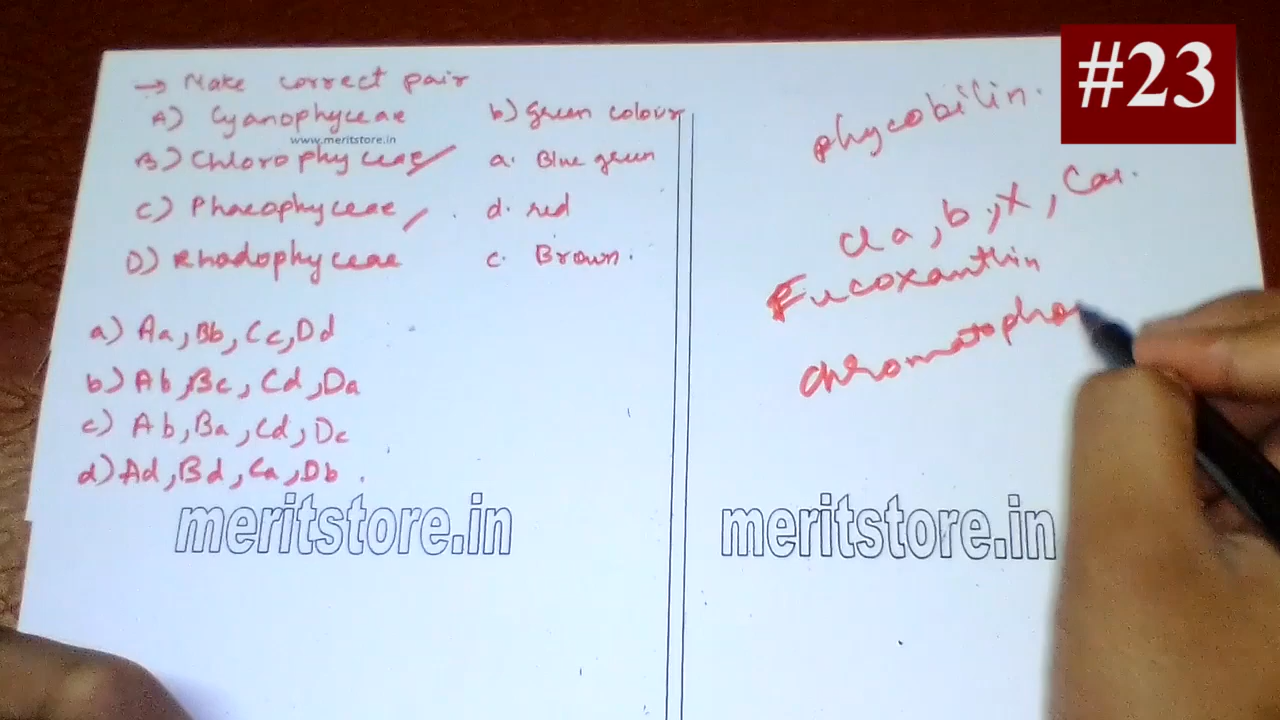 → Make correct pair
A) Cyanophyceae b) Green colour
www.meritstore.in
B) Chlorophyceae a. Blue green
C) Phaeophyceae d. red
D) Rhodophyceae c. Brown.
a) Aa, Bb, Cc, Dd
b) Ab, Bc, Cd, Da
c) Ab, Ba, Cd, Dc
d) Ad, Bd, Ca, Db.
meritstore.in
#23
phycobilin.
cl a, b, X, Car.
Fucoxanthin
chromatopho
meritstore.in